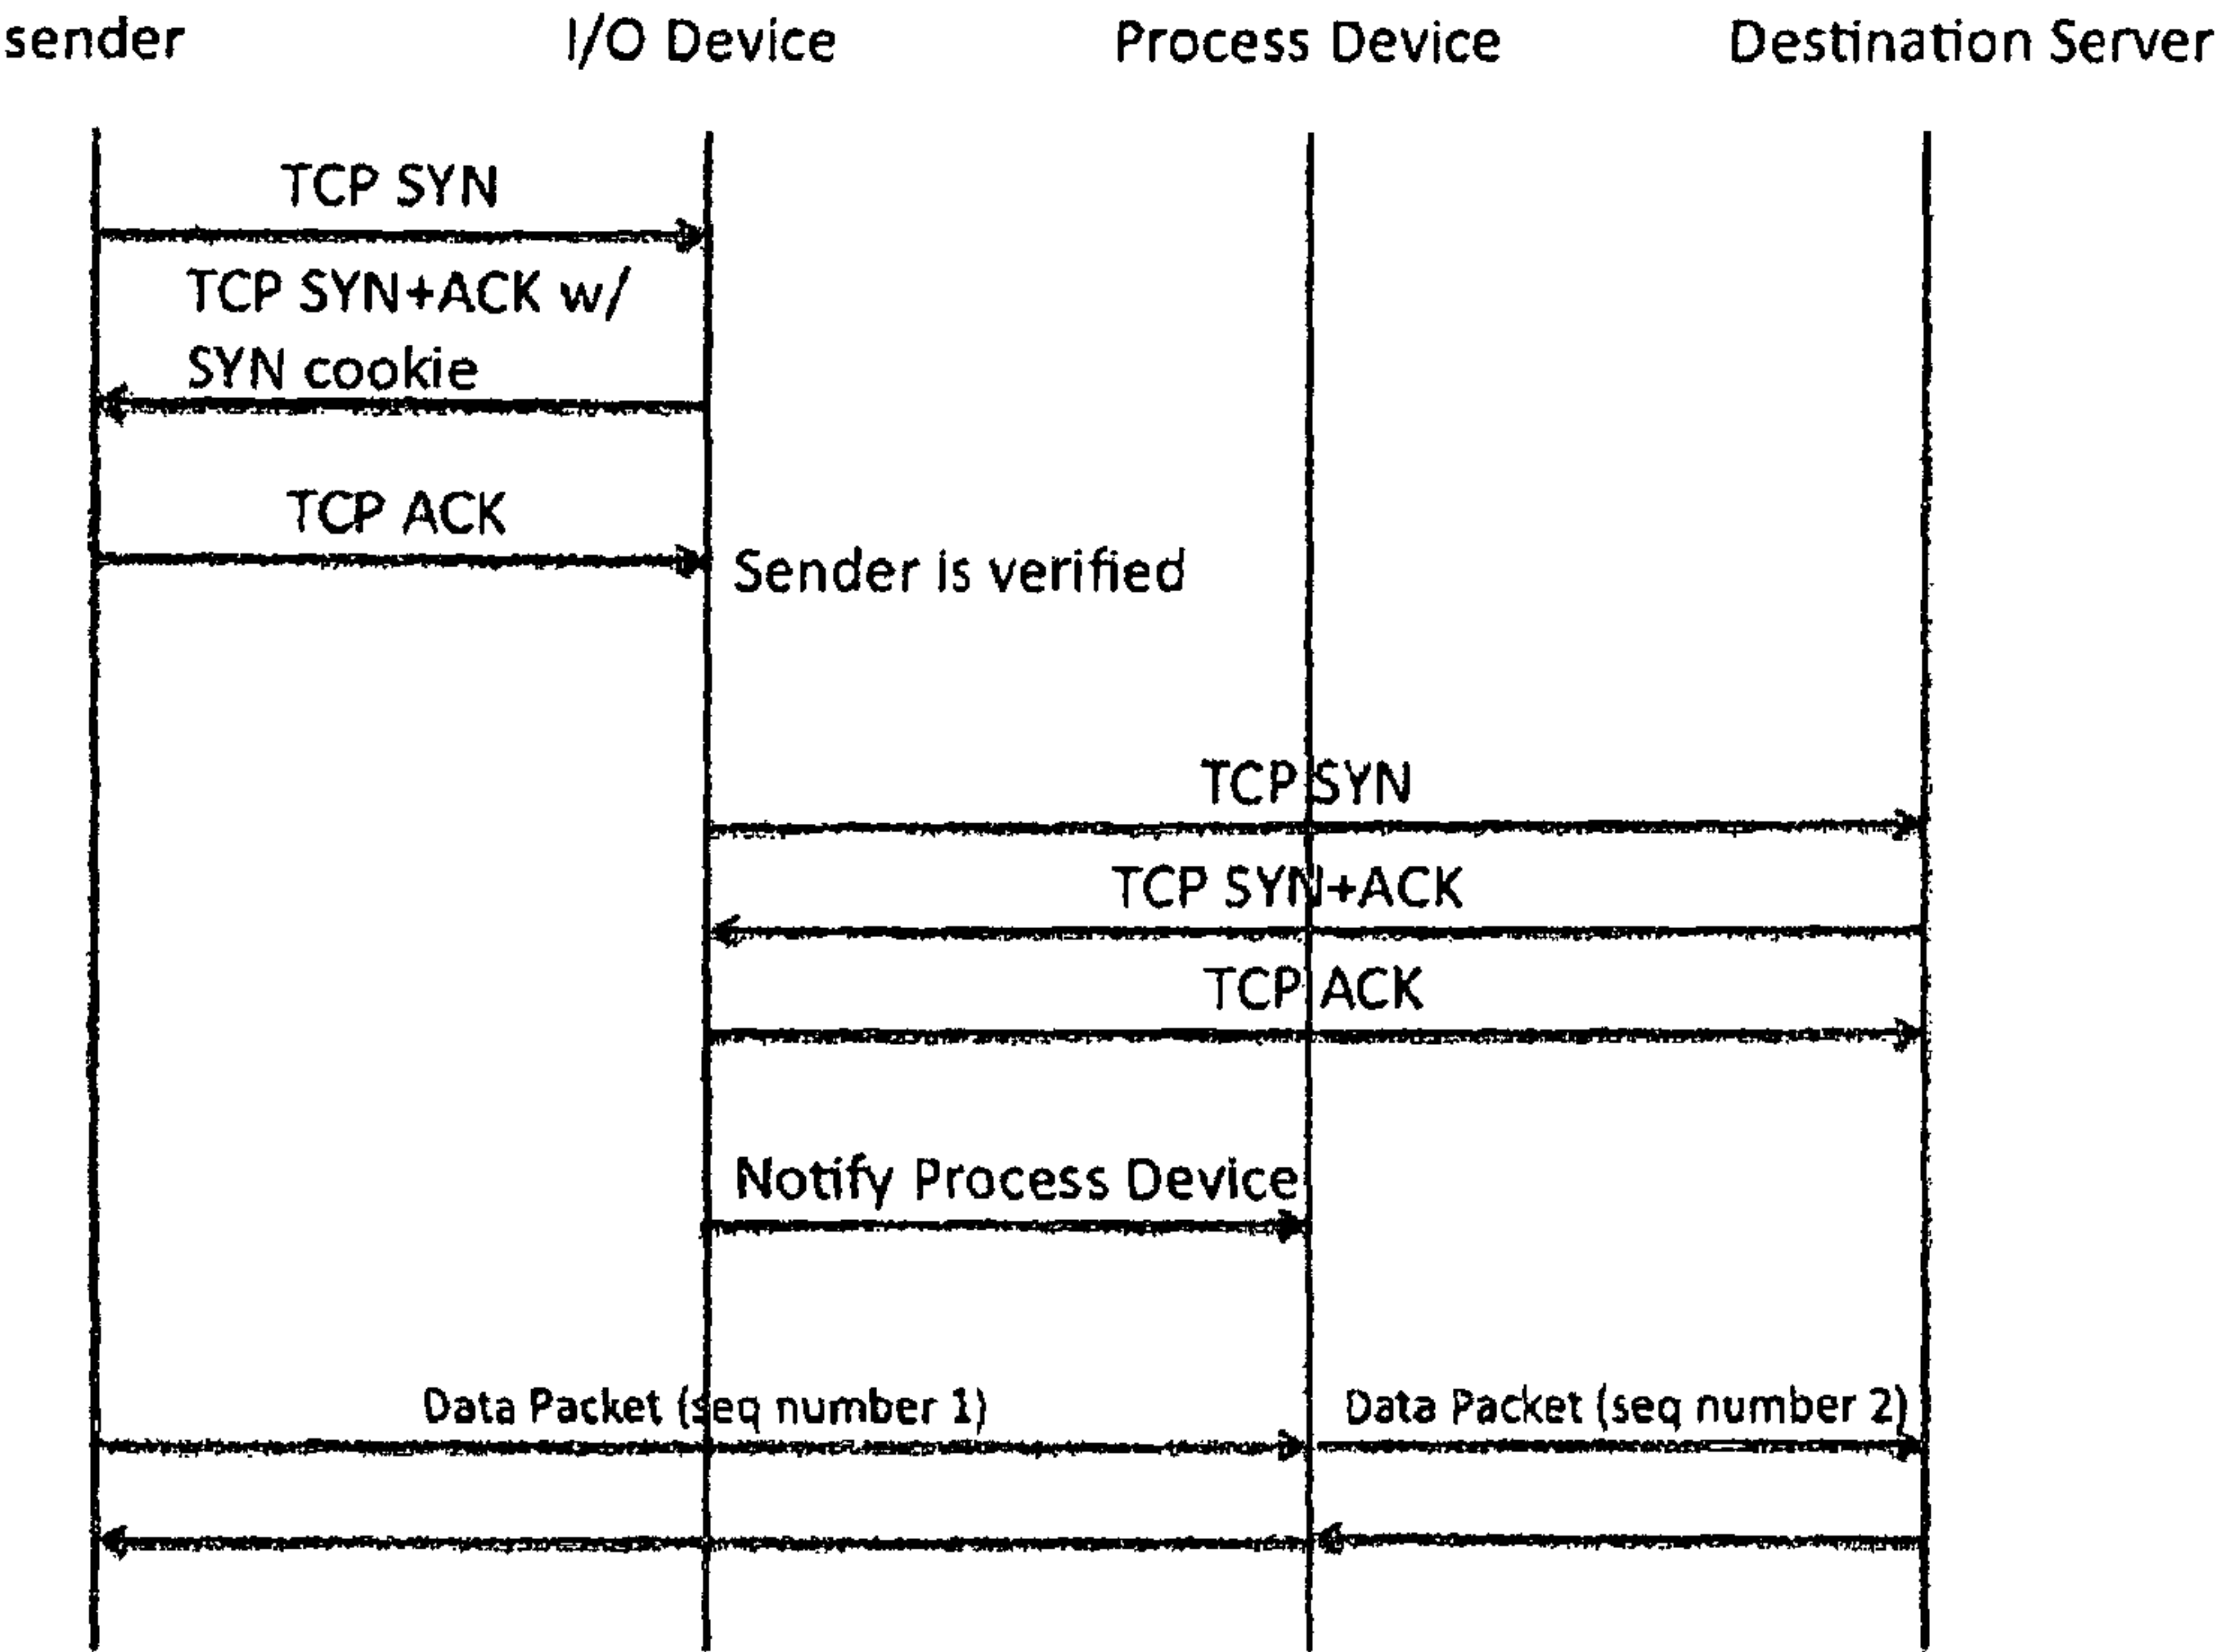 sender
I/O Device
Process Device
Destination Server
TCP SYN
TCP SYN+ACK w/
SYN cookie
TCP ACK
Sender is verified
TCP SYN
TCP SYN+ACK
TCP ACK
Notify Process Device
Data Packet (seq number 1)
Data Packet (seq number 2)